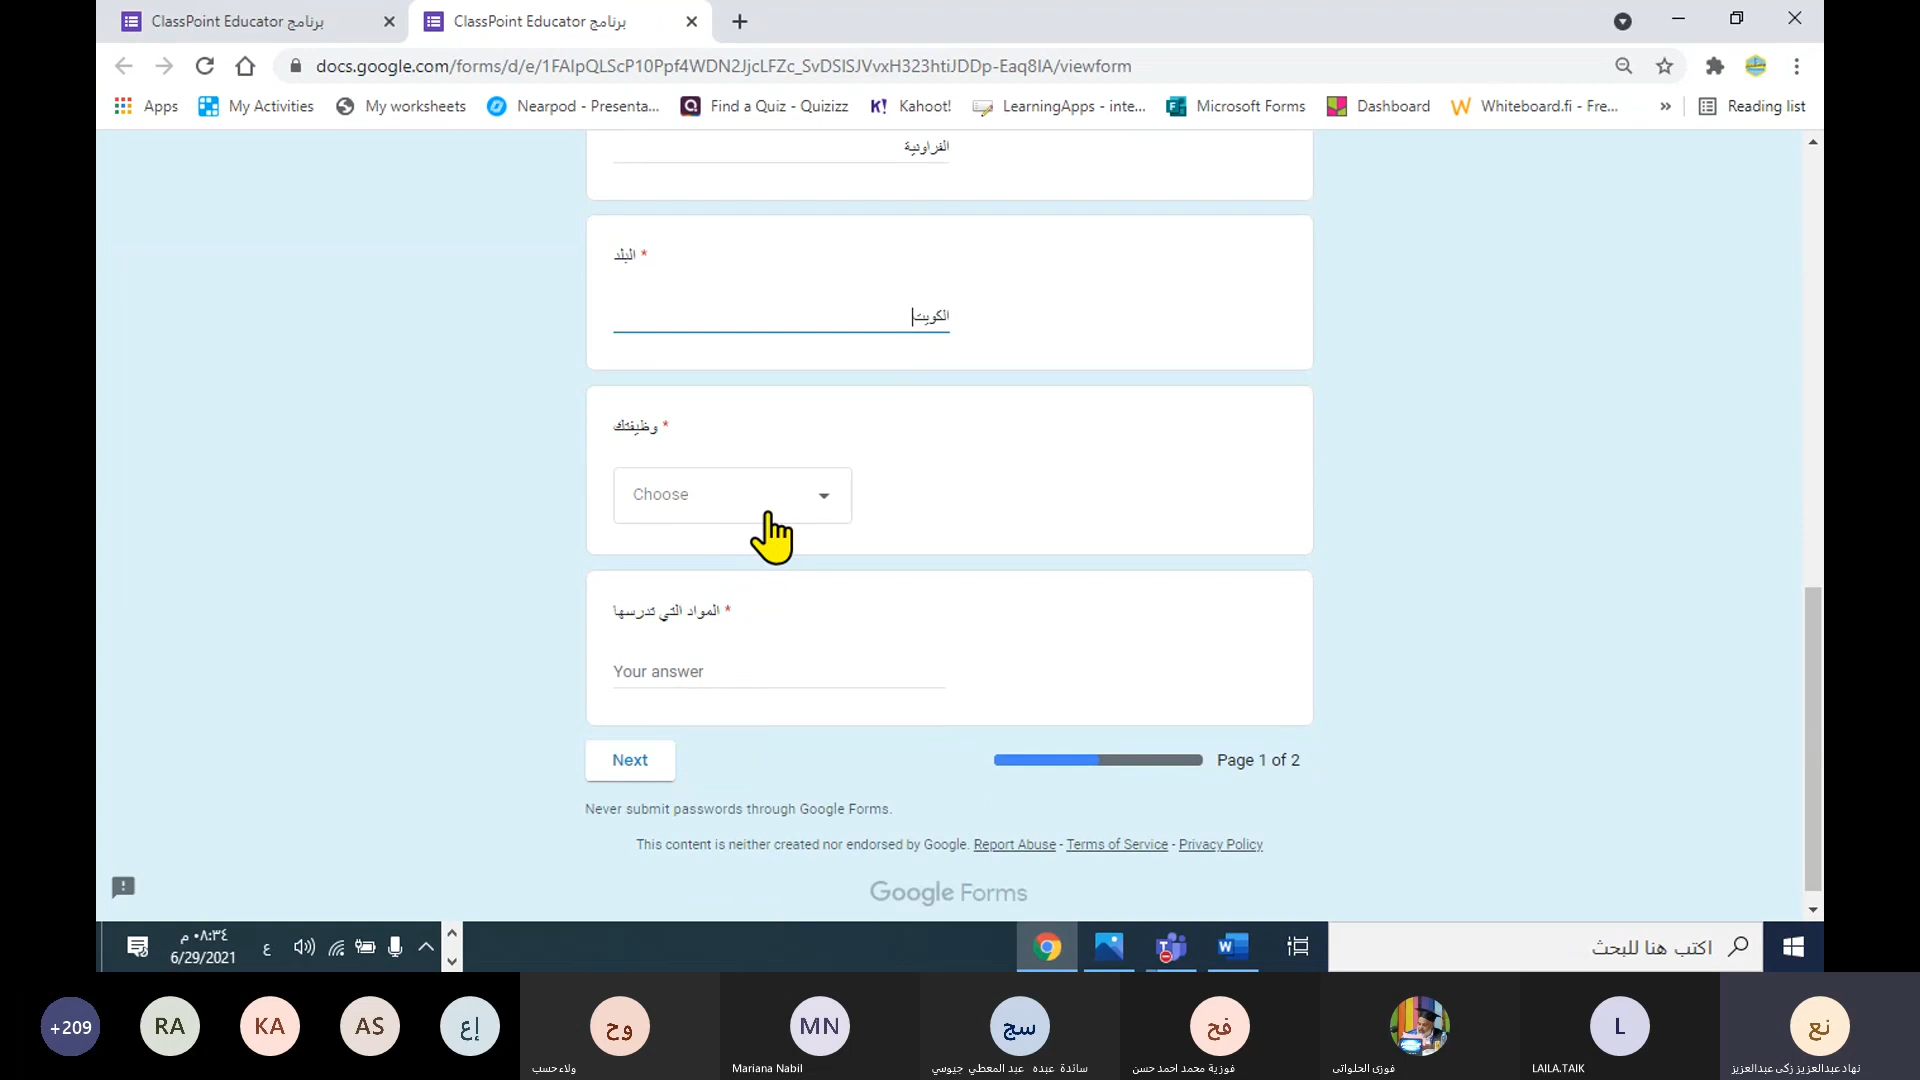 ClassPoint Educator برنامج
ClassPoint Educator برنامج
docs.google.com/forms/d/e/1FAIpQLScP10Ppf4WDN2JjcLFZc_SvDSlSJVvxH323htiJDDp-Eaq8IA/viewform
Apps My Activities My worksheets Nearpod - Presenta... Find a Quiz - Quizizz K! Kahoot! LearningApps - inte... Microsoft Forms Dashboard Whiteboard.fi - Fre... » Reading list
الفراونية
البلد *
الكويت
وظيفتك *
Choose
المواد التي تدرسها *
Your answer
Next
Page 1 of 2
Never submit passwords through Google Forms.
This content is neither created nor endorsed by Google. Report Abuse - Terms of Service - Privacy Policy
Google Forms
٠٨:٣٤ م
6/29/2021
ع
اكتب هنا للبحث
+209
RA
KA
AS
إع
وح
MN
سج
فح
L
نع
ولاء حسب
Mariana Nabil
سائدة عبده عبد المعطي جيوسي
فوزية محمد احمد حسن
فوزى الحلوانى
LAILA.TAIK
نهاد عبدالعزيز زكى عبدالعزيز